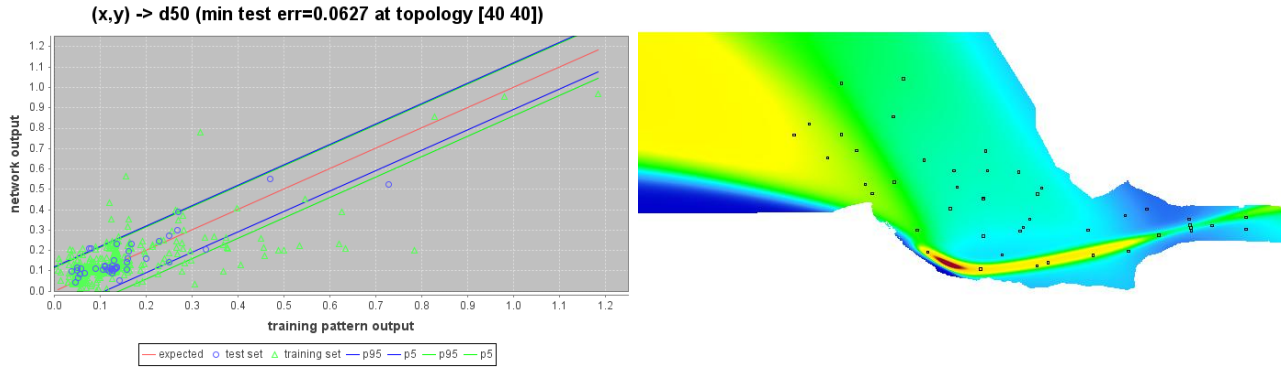 (x,y) -> d50 (min test err=0.0627 at topology [40 40])
network output
1.2
1.1
1.0
0.9
0.8
0.7
0.6
0.5
0.4
0.3
0.2
0.1
0.0
0.0 0.1 0.2 0.3 0.4 0.5 0.6 0.7 0.8 0.9 1.0 1.1 1.2
training pattern output
expected test set training set p95 p5 p95 p5